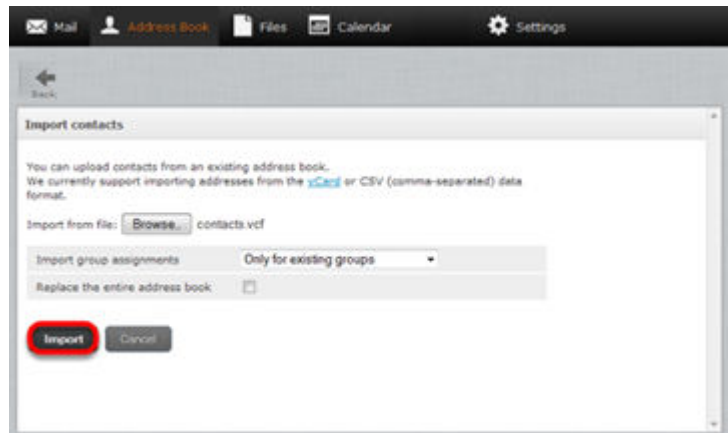 Mail Address Book Files Calendar Settings
Back
Import contacts
You can upload contacts from an existing address book.
We currently support importing addresses from the vCard or CSV (comma-separated) data
format.
Import from file: Browse.. contacts.vcf
Import group assignments Only for existing groups
Replace the entire address book
Import Cancel